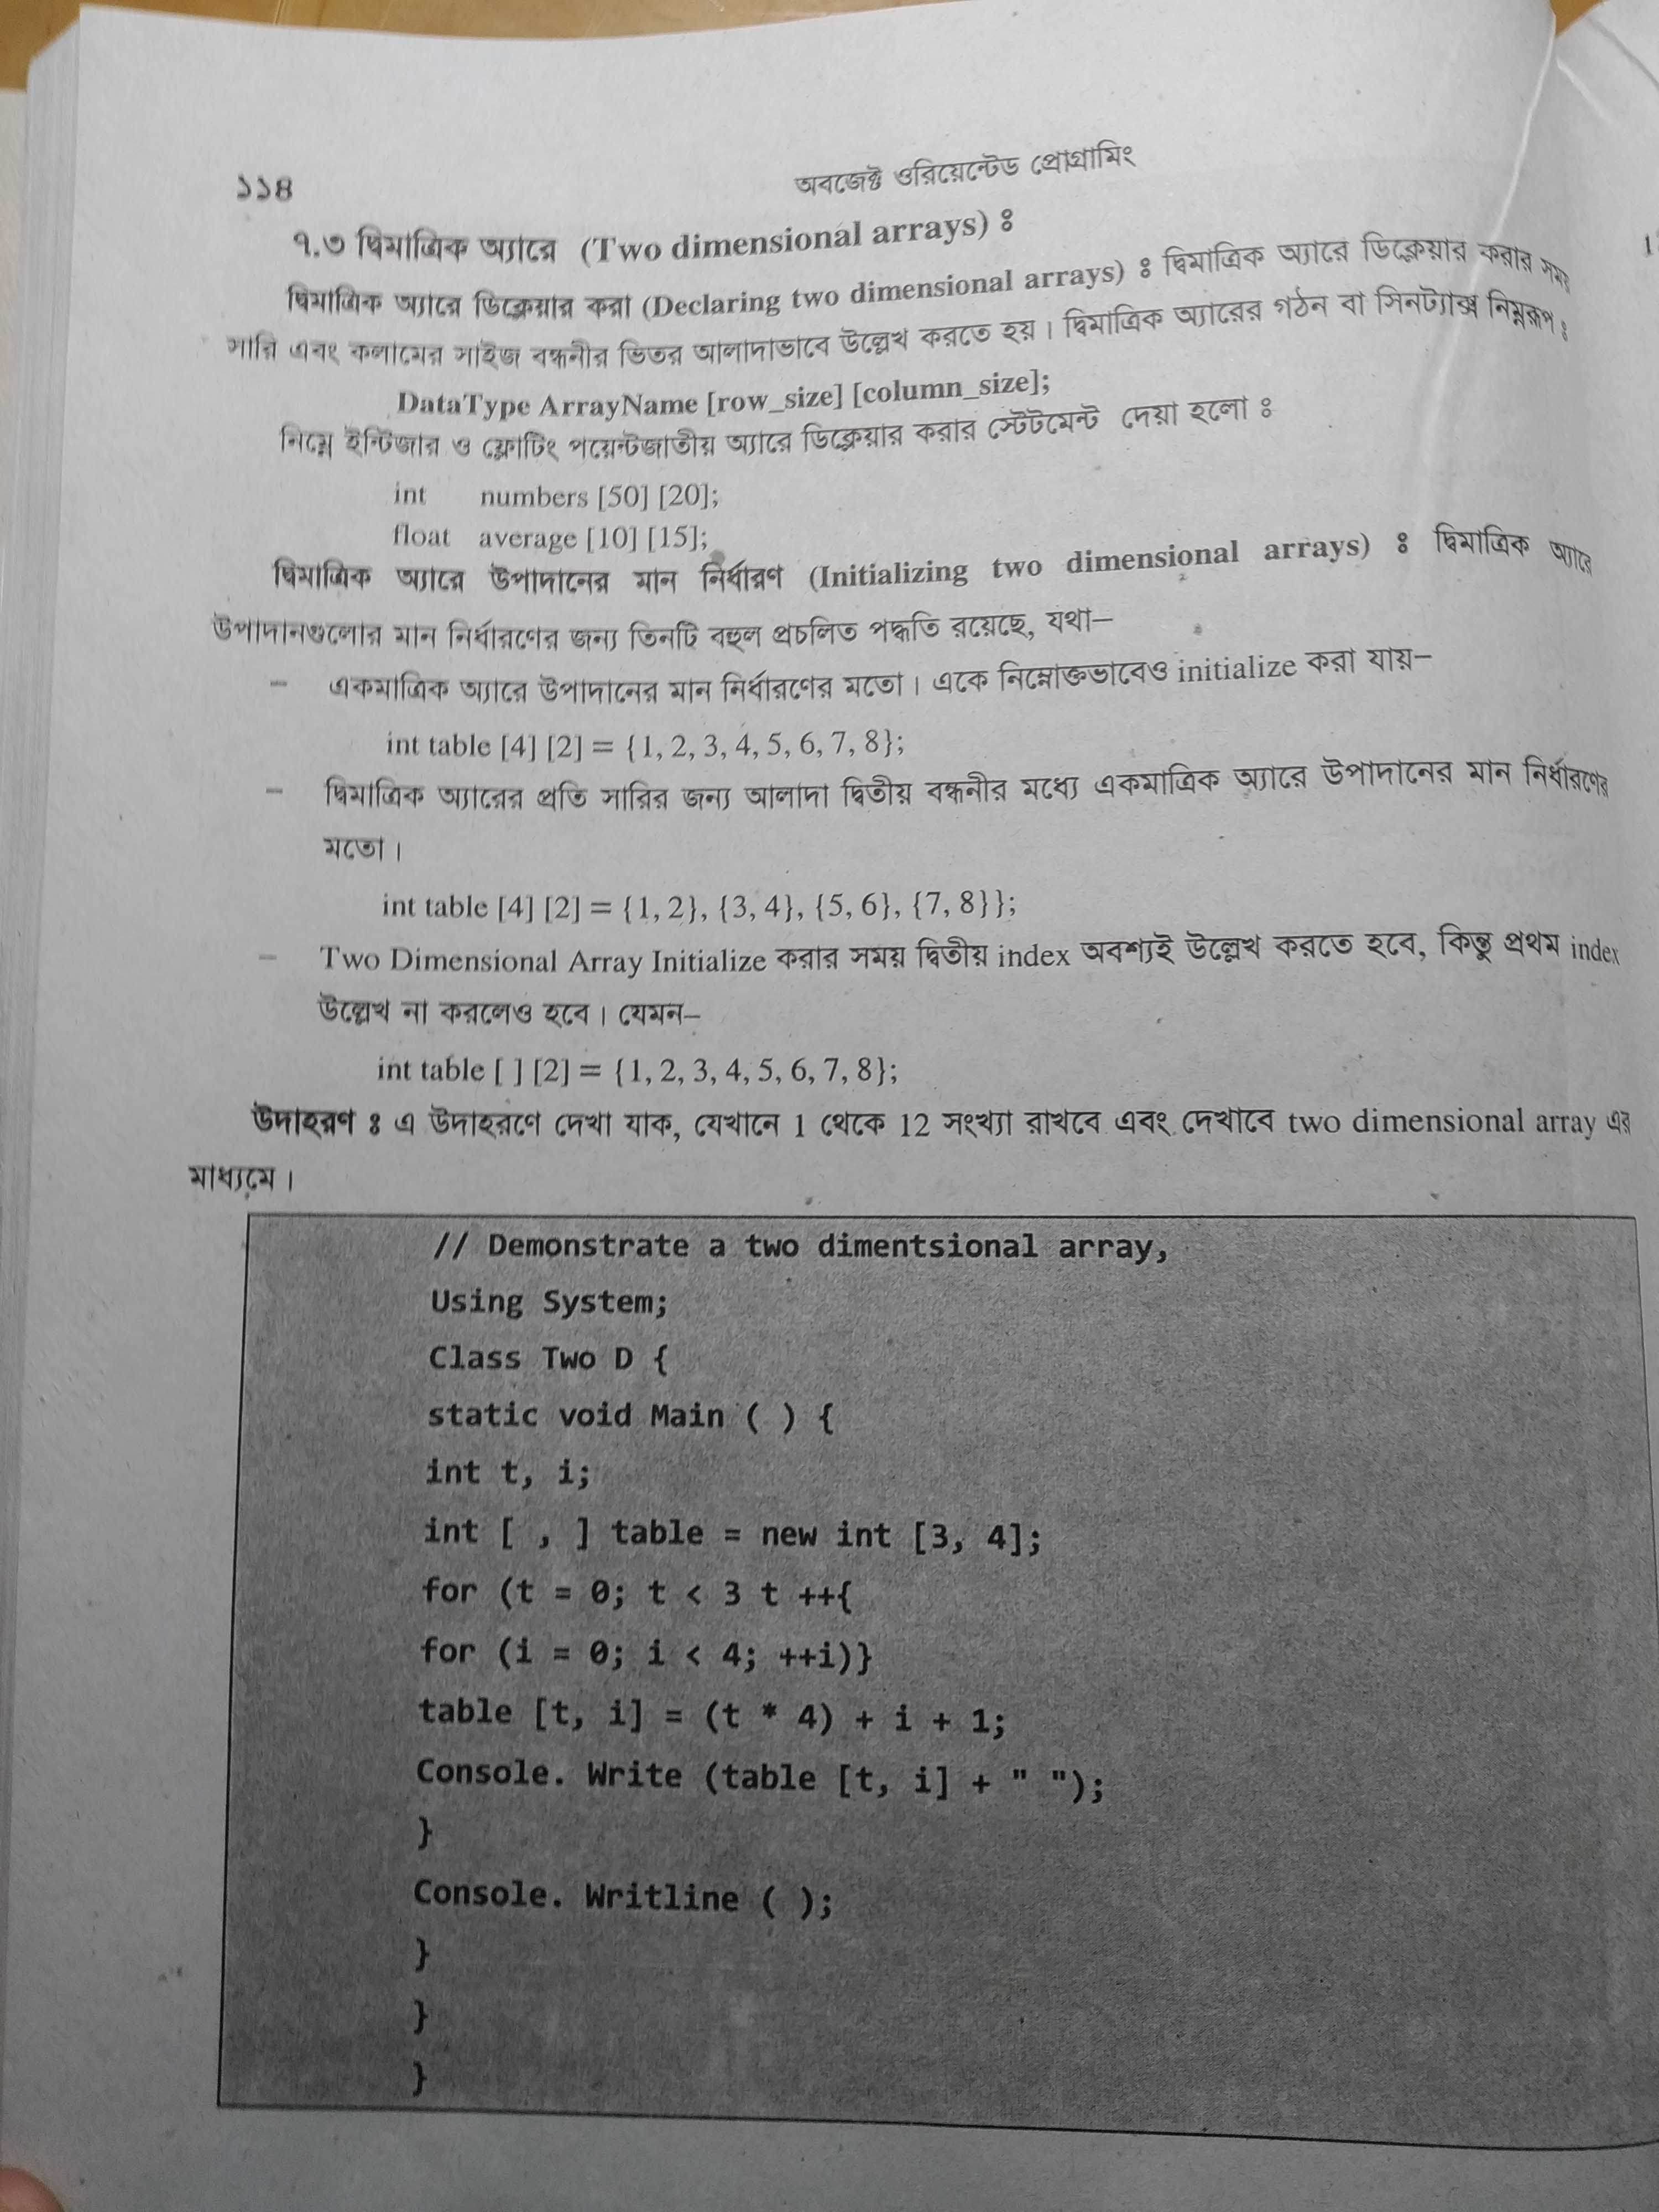 ১১৪
অবজেক্ট ওরিয়েন্টেড প্রোগ্রামিং
৭.৩ দ্বিমাত্রিক অ্যারে (Two dimensional arrays) ঃ
দ্বিমাত্রিক অ্যারে ডিক্লেয়ার করা (Declaring two dimensional arrays) ঃ দ্বিমাত্রিক অ্যারে ডিক্লেয়ার করার সময়
সারি এবং কলামের সাইজ বন্ধনীর ভিতর আলাদাভাবে উল্লেখ করতে হয়। দ্বিমাত্রিক অ্যারের গঠন বা সিনট্যাক্স নিম্নরূপ ঃ
DataType ArrayName [row_size] [column_size];
নিম্নে ইন্টিজার ও ফ্লোটিং পয়েন্টজাতীয় অ্যারে ডিক্লেয়ার করার স্টেটমেন্ট দেয়া হলো ঃ
int numbers [50] [20];
float average [10] [15];
দ্বিমাত্রিক অ্যারে উপাদানের মান নির্ধারণ (Initializing two dimensional arrays) ঃ দ্বিমাত্রিক অ্যারে
উপাদানগুলোর মান নির্ধারণের জন্য তিনটি বহুল প্রচলিত পদ্ধতি রয়েছে, যথা–
– একমাত্রিক অ্যারে উপাদানের মান নির্ধারণের মতো। একে নিম্নোক্তভাবেও initialize করা যায়–
int table [4] [2] = {1, 2, 3, 4, 5, 6, 7, 8};
– দ্বিমাত্রিক অ্যারের প্রতি সারির জন্য আলাদা দ্বিতীয় বন্ধনীর মধ্যে একমাত্রিক অ্যারে উপাদানের মান নির্ধারণের
মতো।
int table [4] [2] = {1, 2}, {3, 4}, {5, 6}, {7, 8}};
– Two Dimensional Array Initialize করার সময় দ্বিতীয় index অবশ্যই উল্লেখ করতে হবে, কিন্তু প্রথম index
উল্লেখ না করলেও হবে। যেমন–
int table [ ] [2] = {1, 2, 3, 4, 5, 6, 7, 8};
উদাহরণ ঃ এ উদাহরণে দেখা যাক, যেখানে 1 থেকে 12 সংখ্যা রাখবে এবং দেখাবে two dimensional array এর
মাধ্যমে।
// Demonstrate a two dimentsional array,
Using System;
Class Two D {
static void Main ( ) {
int t, i;
int [ , ] table = new int [3, 4];
for (t = 0; t < 3 t ++{
for (i = 0; i < 4; ++i)}
table [t, i] = (t * 4) + i + 1;
Console. Write (table [t, i] + " ");
}
Console. Writline ( );
}
}
}